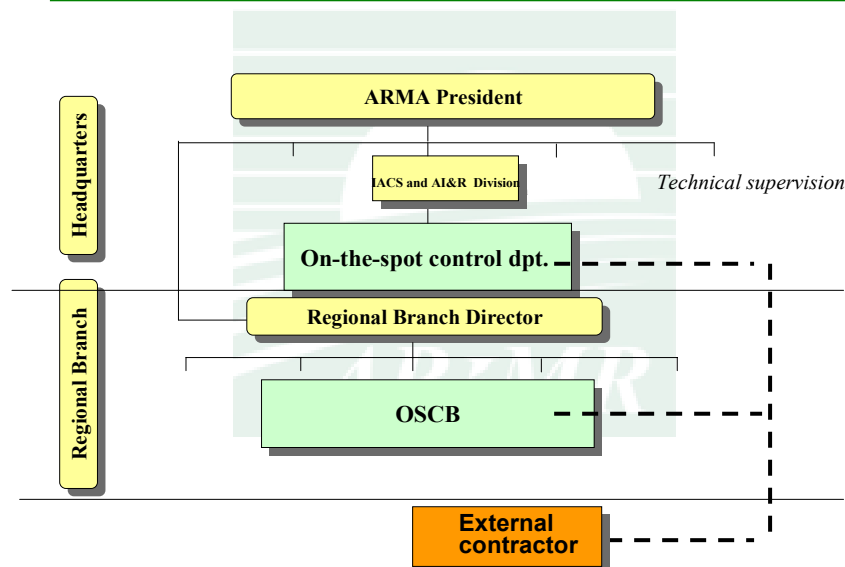 ARMA President
Headquarters
IACS and AI&R Division
Technical supervision
On-the-spot control dpt.
Regional Branch Director
Regional Branch
ARiMR
OSCB
External
contractor